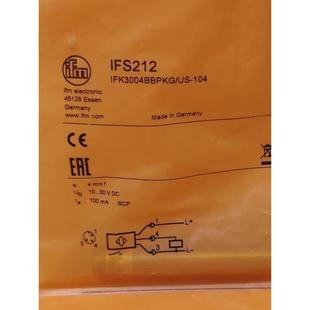 ifm
IFS212
IFK3004BBPKG/US-104
ifm electronic
45128 Essen
Germany
www.ifm.com
Made in Germany
CE
EAC
4 mm f
10...30 V DC
100 mA SCP
1 L+
4
3 L-